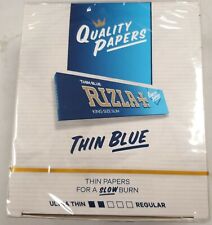 QUALITY
PAPERS
THIN BLUE
RIZLA+
KING SIZE SLIM
THIN BLUE
THIN PAPERS
FOR A SLOW BURN
ULTRA THIN REGULAR